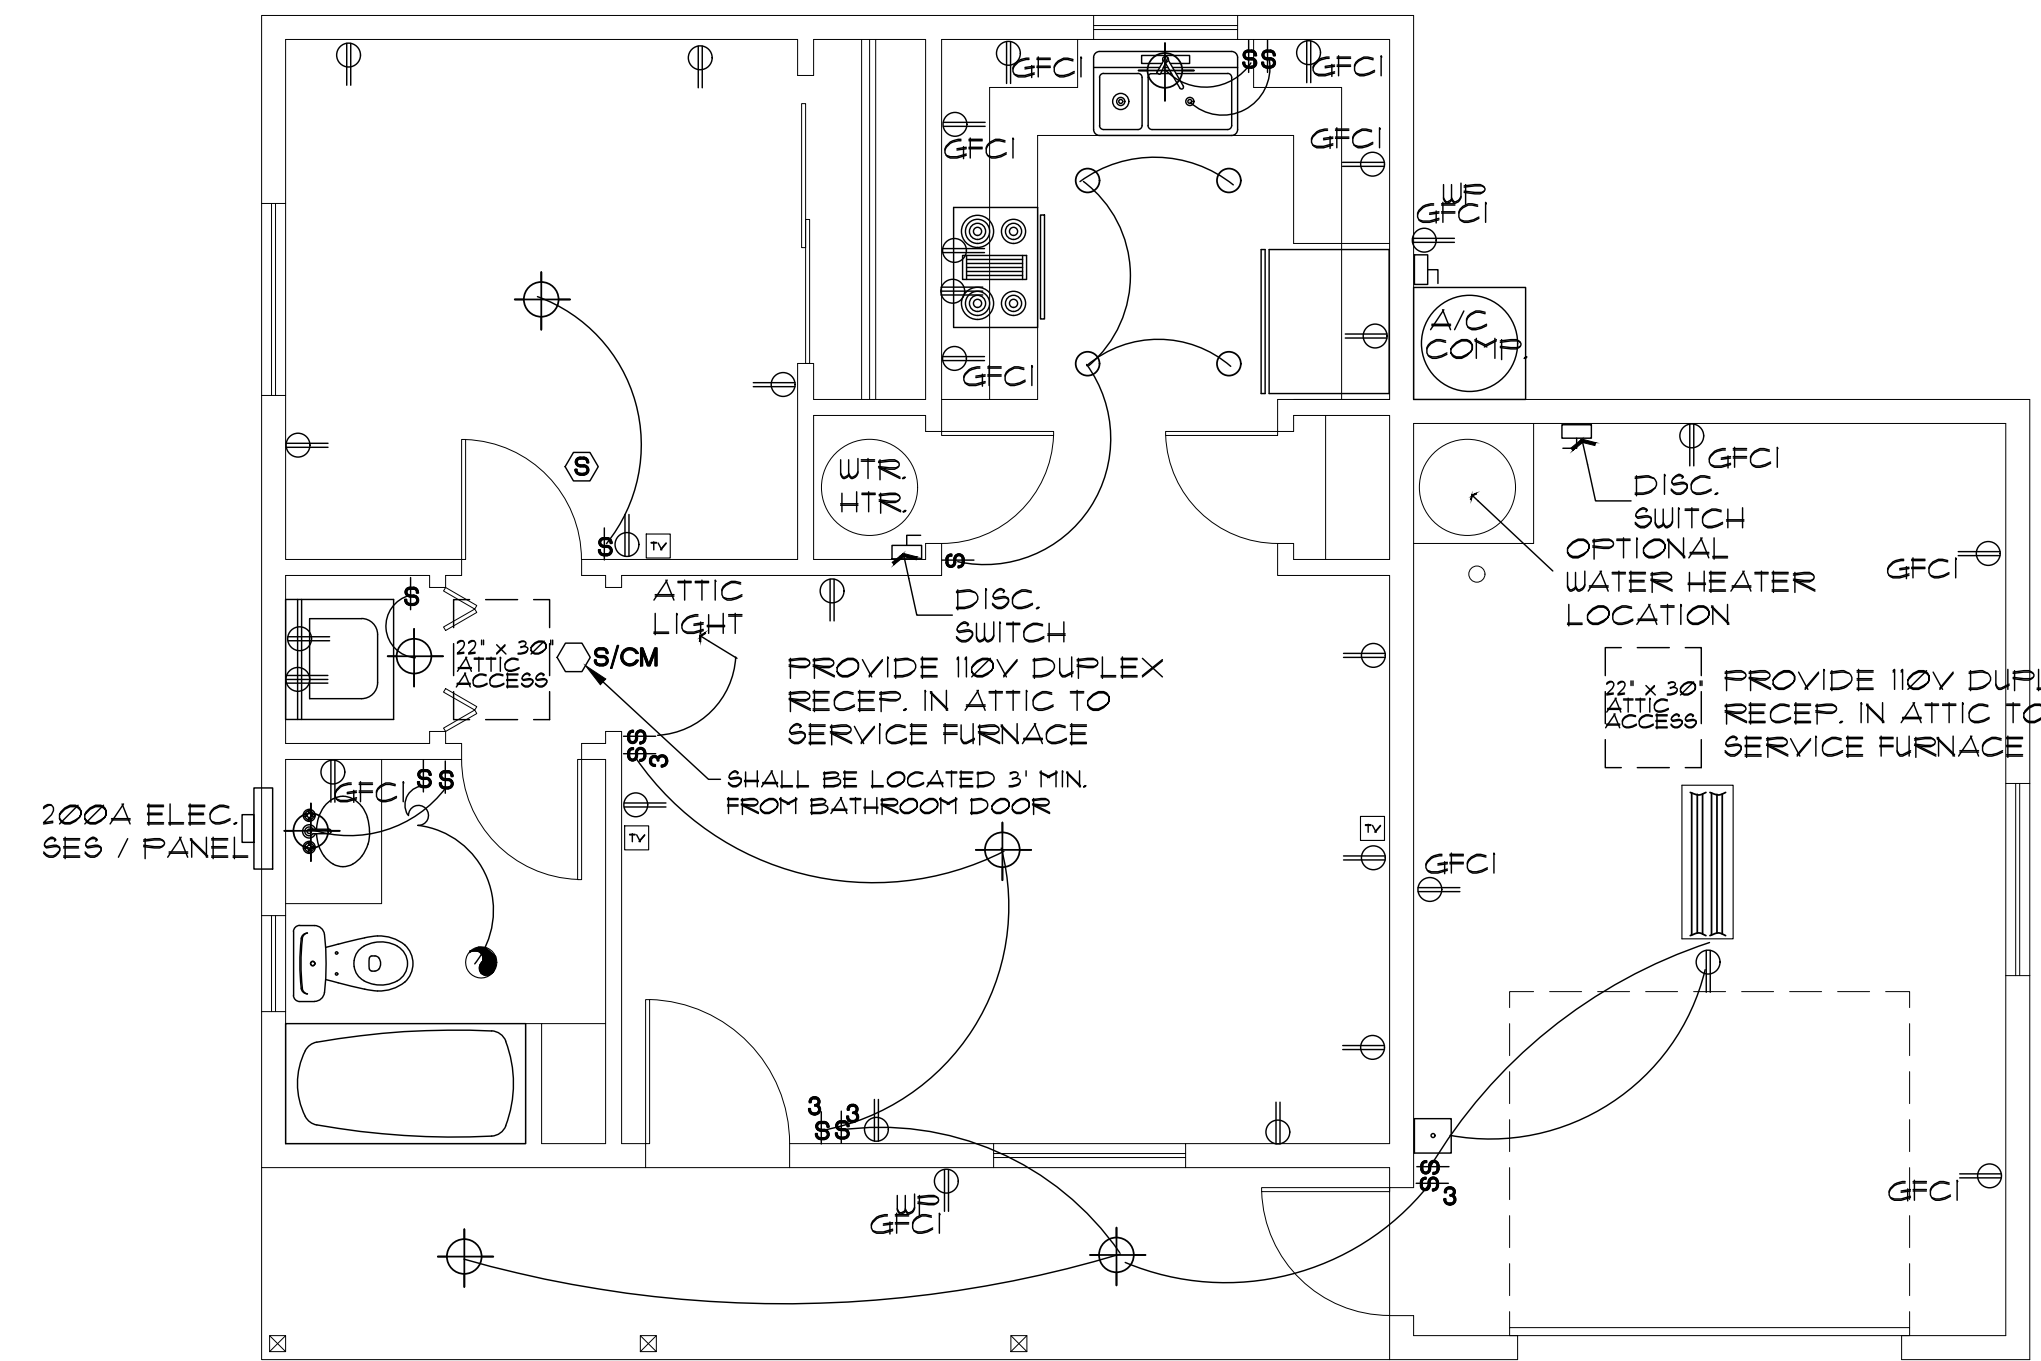 GFCI
S S
GFCI
GFCI
GFCI
WP
GFCI
GFCI
A/C
COMP.
GFCI
S
WTR.
HTR.
DISC.
SWITCH
OPTIONAL
WATER HEATER
LOCATION
GFCI
S
TV
S
ATTIC
LIGHT
DISC.
SWITCH
S
22" x 30"
ATTIC
ACCESS
S/CM
PROVIDE 110V DUPLEX
RECEP. IN ATTIC TO
SERVICE FURNACE
22" x 30"
ATTIC
ACCESS
PROVIDE 110V DUPL
RECEP. IN ATTIC TO
SERVICE FURNACE
SS
3
SHALL BE LOCATED 3' MIN.
FROM BATHROOM DOOR
GFCI
S S
200A ELEC.
SES / PANEL
TV
TV
GFCI
3 3
SS
SS
3
WP
GFCI
GFCI